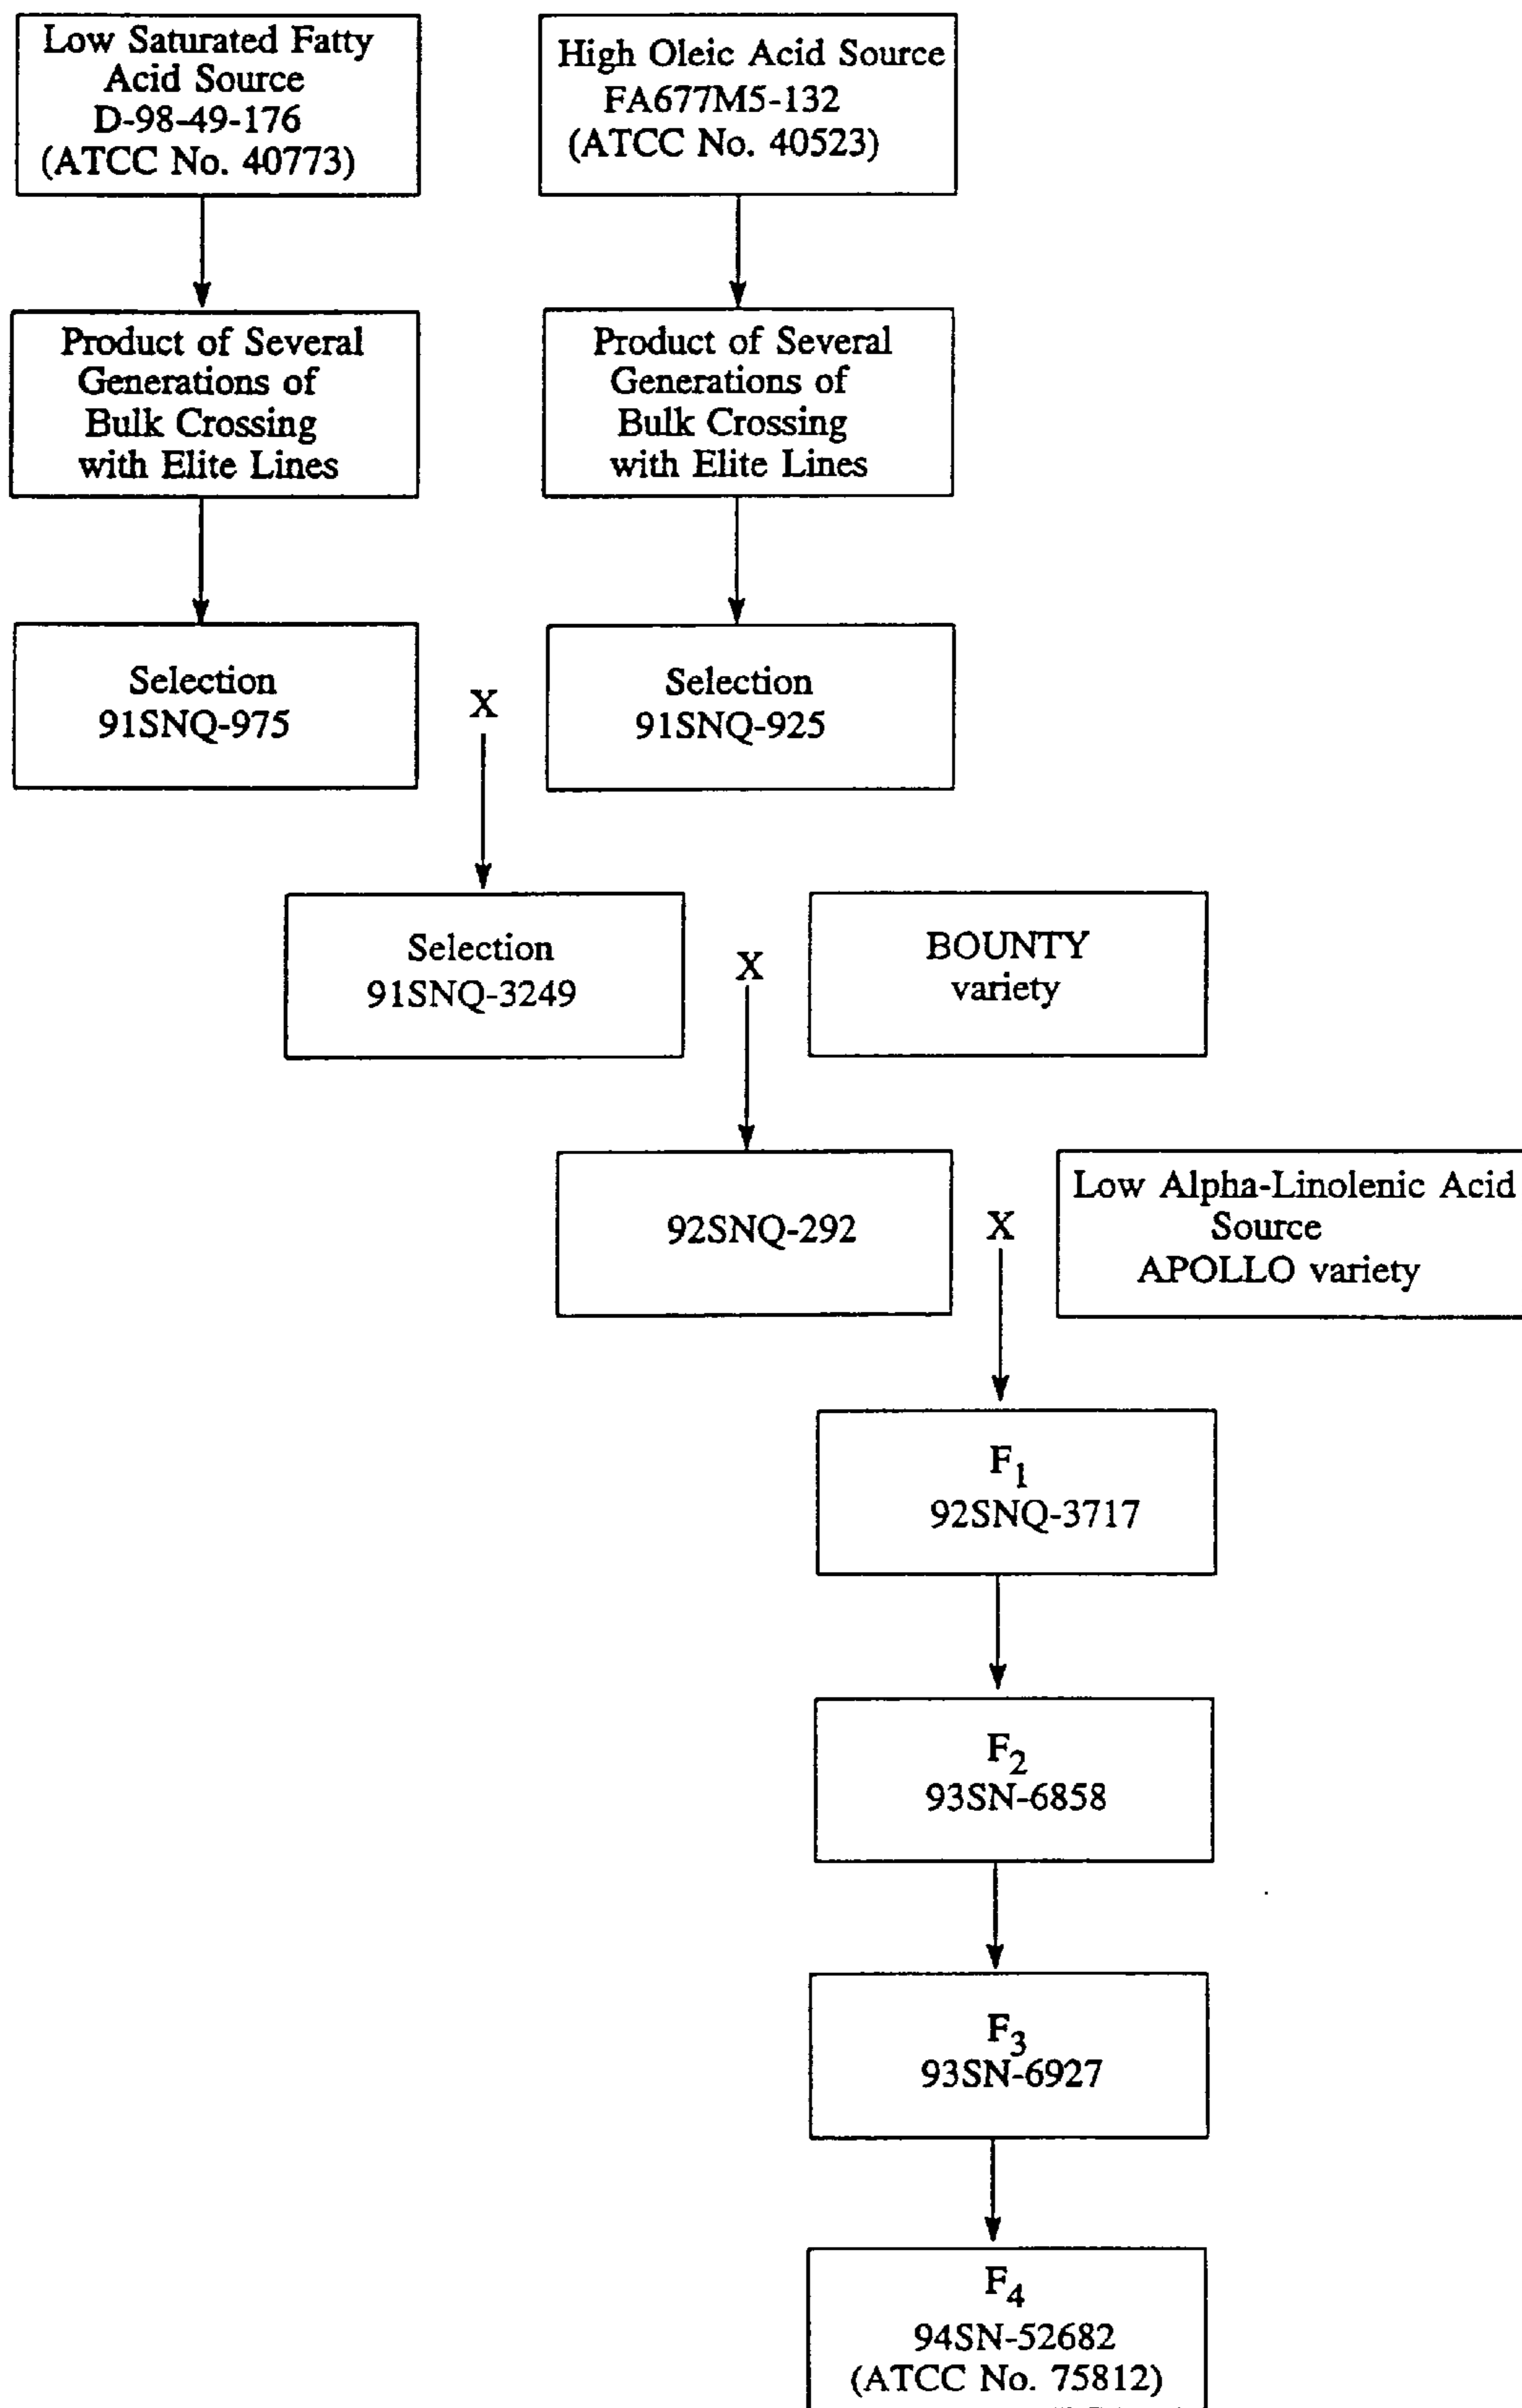 Low Saturated Fatty
Acid Source
D-98-49-176
(ATCC No. 40773)
High Oleic Acid Source
FA677M5-132
(ATCC No. 40523)
Product of Several
Generations of
Bulk Crossing
with Elite Lines
Product of Several
Generations of
Bulk Crossing
with Elite Lines
Selection
91SNQ-975
X
Selection
91SNQ-925
Selection
91SNQ-3249
X
BOUNTY
variety
92SNQ-292
X
Low Alpha-Linolenic Acid
Source
APOLLO variety
F1
92SNQ-3717
F2
93SN-6858
F3
93SN-6927
F4
94SN-52682
(ATCC No. 75812)